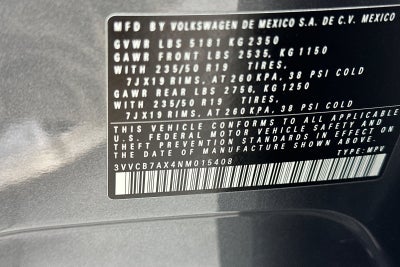 MFD BY VOLKSWAGEN DE MEXICO S.A. DE C.V. MEXICO
GVWR LBS 5181 KG 2350
GAWR FRONT LBS 2535, KG 1150
WITH 235/50 R19 TIRES,
7JX19 RIMS, AT 260 KPA, 38 PSI COLD
GAWR REAR LBS 2756, KG 1250
WITH 235/50 R19 TIRES,
7JX19 RIMS, AT 260 KPA, 38 PSI COLD
THIS VEHICLE CONFORMS TO ALL APPLICABLE
U.S. FEDERAL MOTOR VEHICLE SAFETY AND
THEFT PREVENTION STANDARDS IN EFFECT ON
THE DATE OF MANUFACTURE SHOWN ABOVE.
3VVCB7AX4NM015408 TYPE: MPV